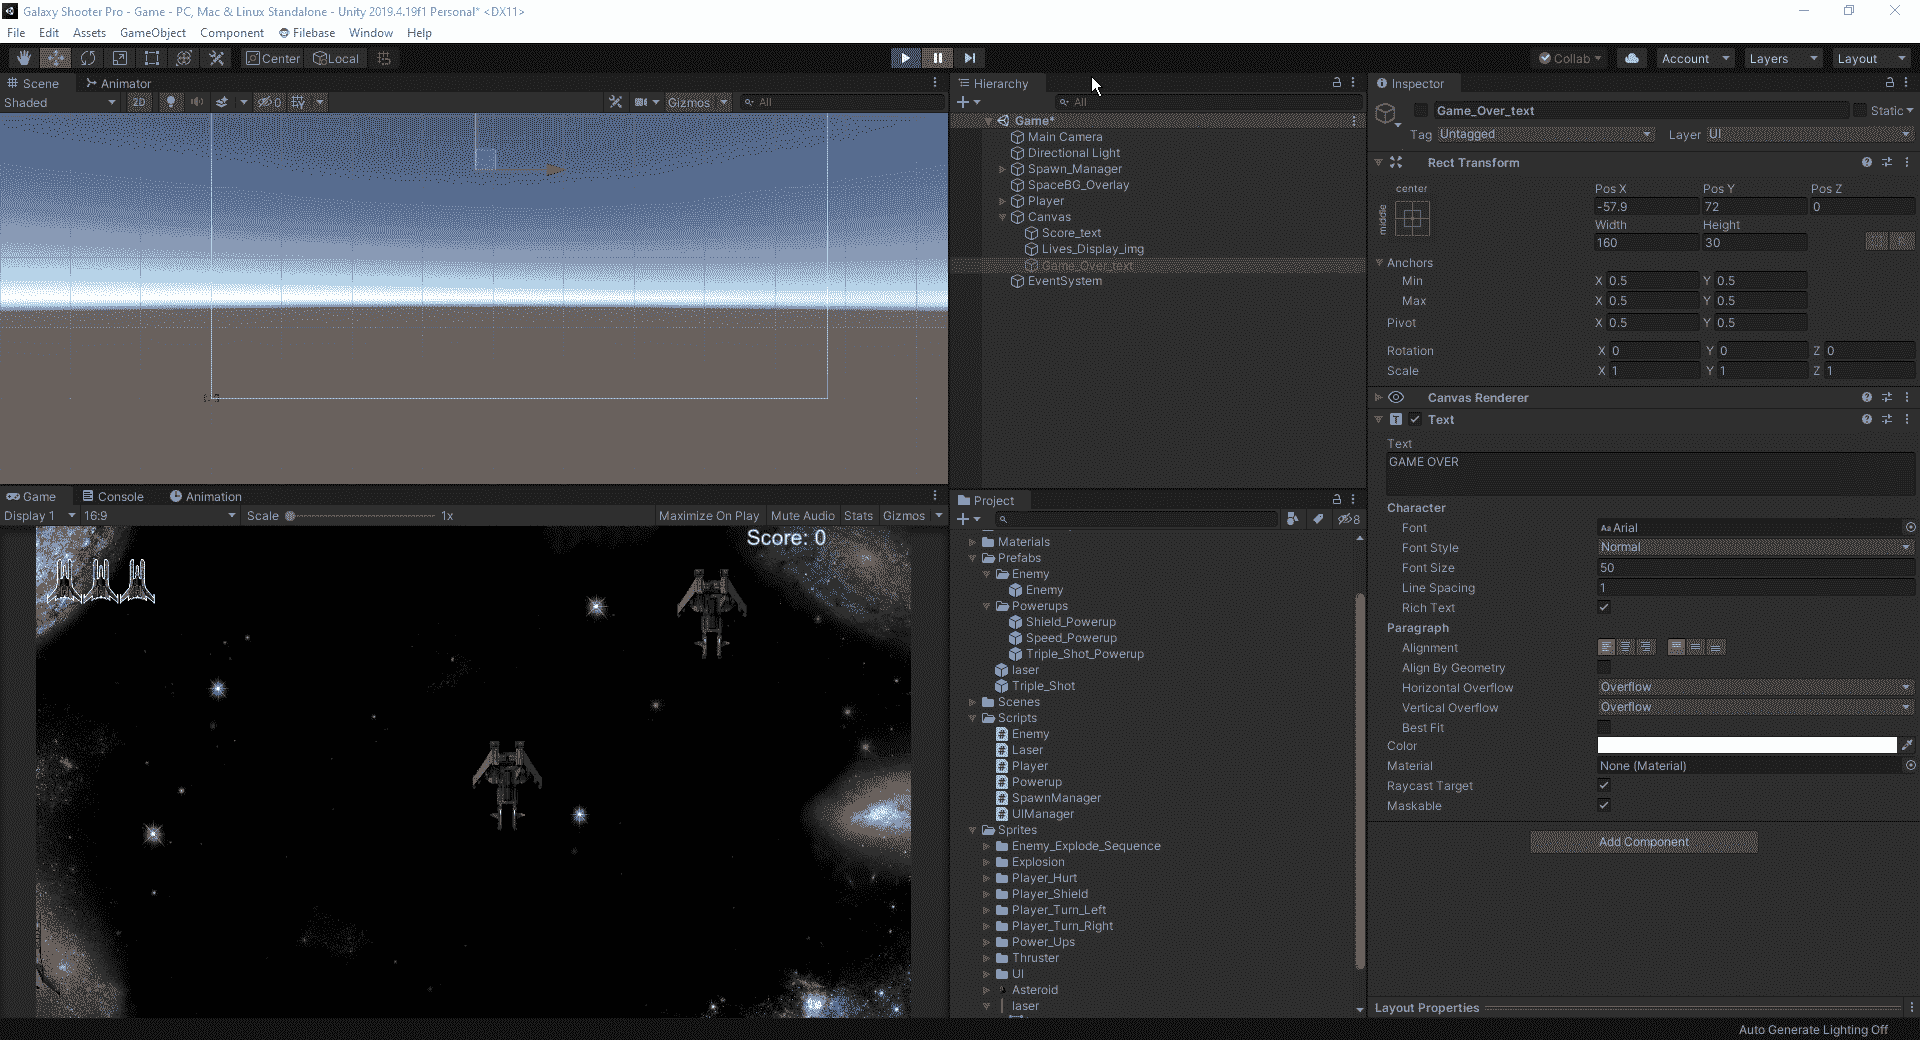 Galaxy Shooter Pro - Game - PC, Mac & Linux Standalone - Unity 2019.4.19f1 Personal* <DX11>
File Edit Assets GameObject Component Filebase Window Help
Center Local Collab Account Layers Layout
Scene Animator
Shaded 2D 0 Gizmos All
Hierarchy
All
Game*
Main Camera
Directional Light
Spawn_Manager
SpaceBG_Overlay
Player
Canvas
Score_text
Lives_Display_img
Game_Over_text
EventSystem
Inspector
Game_Over_text Static
Tag Untagged Layer UI
Rect Transform
center
middle
Pos X Pos Y Pos Z
-57.9 72 0
Width Height
160 30
Anchors
Min X 0.5 Y 0.5
Max X 0.5 Y 0.5
Pivot X 0.5 Y 0.5
Rotation X 0 Y 0 Z 0
Scale X 1 Y 1 Z 1
Canvas Renderer
Text
Text
GAME OVER
Character
Font Aa Arial
Font Style Normal
Font Size 50
Line Spacing 1
Rich Text
Paragraph
Alignment
Align By Geometry
Horizontal Overflow Overflow
Vertical Overflow Overflow
Best Fit
Color
Material None (Material)
Raycast Target
Maskable
Add Component
Layout Properties
Game Console Animation
Display 1 16:9 Scale 1x Maximize On Play Mute Audio Stats Gizmos
Score: 0
Project
8
Materials
Prefabs
Enemy
Enemy
Powerups
Shield_Powerup
Speed_Powerup
Triple_Shot_Powerup
laser
Triple_Shot
Scenes
Scripts
Enemy
Laser
Player
Powerup
SpawnManager
UIManager
Sprites
Enemy_Explode_Sequence
Explosion
Player_Hurt
Player_Shield
Player_Turn_Left
Player_Turn_Right
Power_Ups
Thruster
UI
Asteroid
laser
Auto Generate Lighting Off